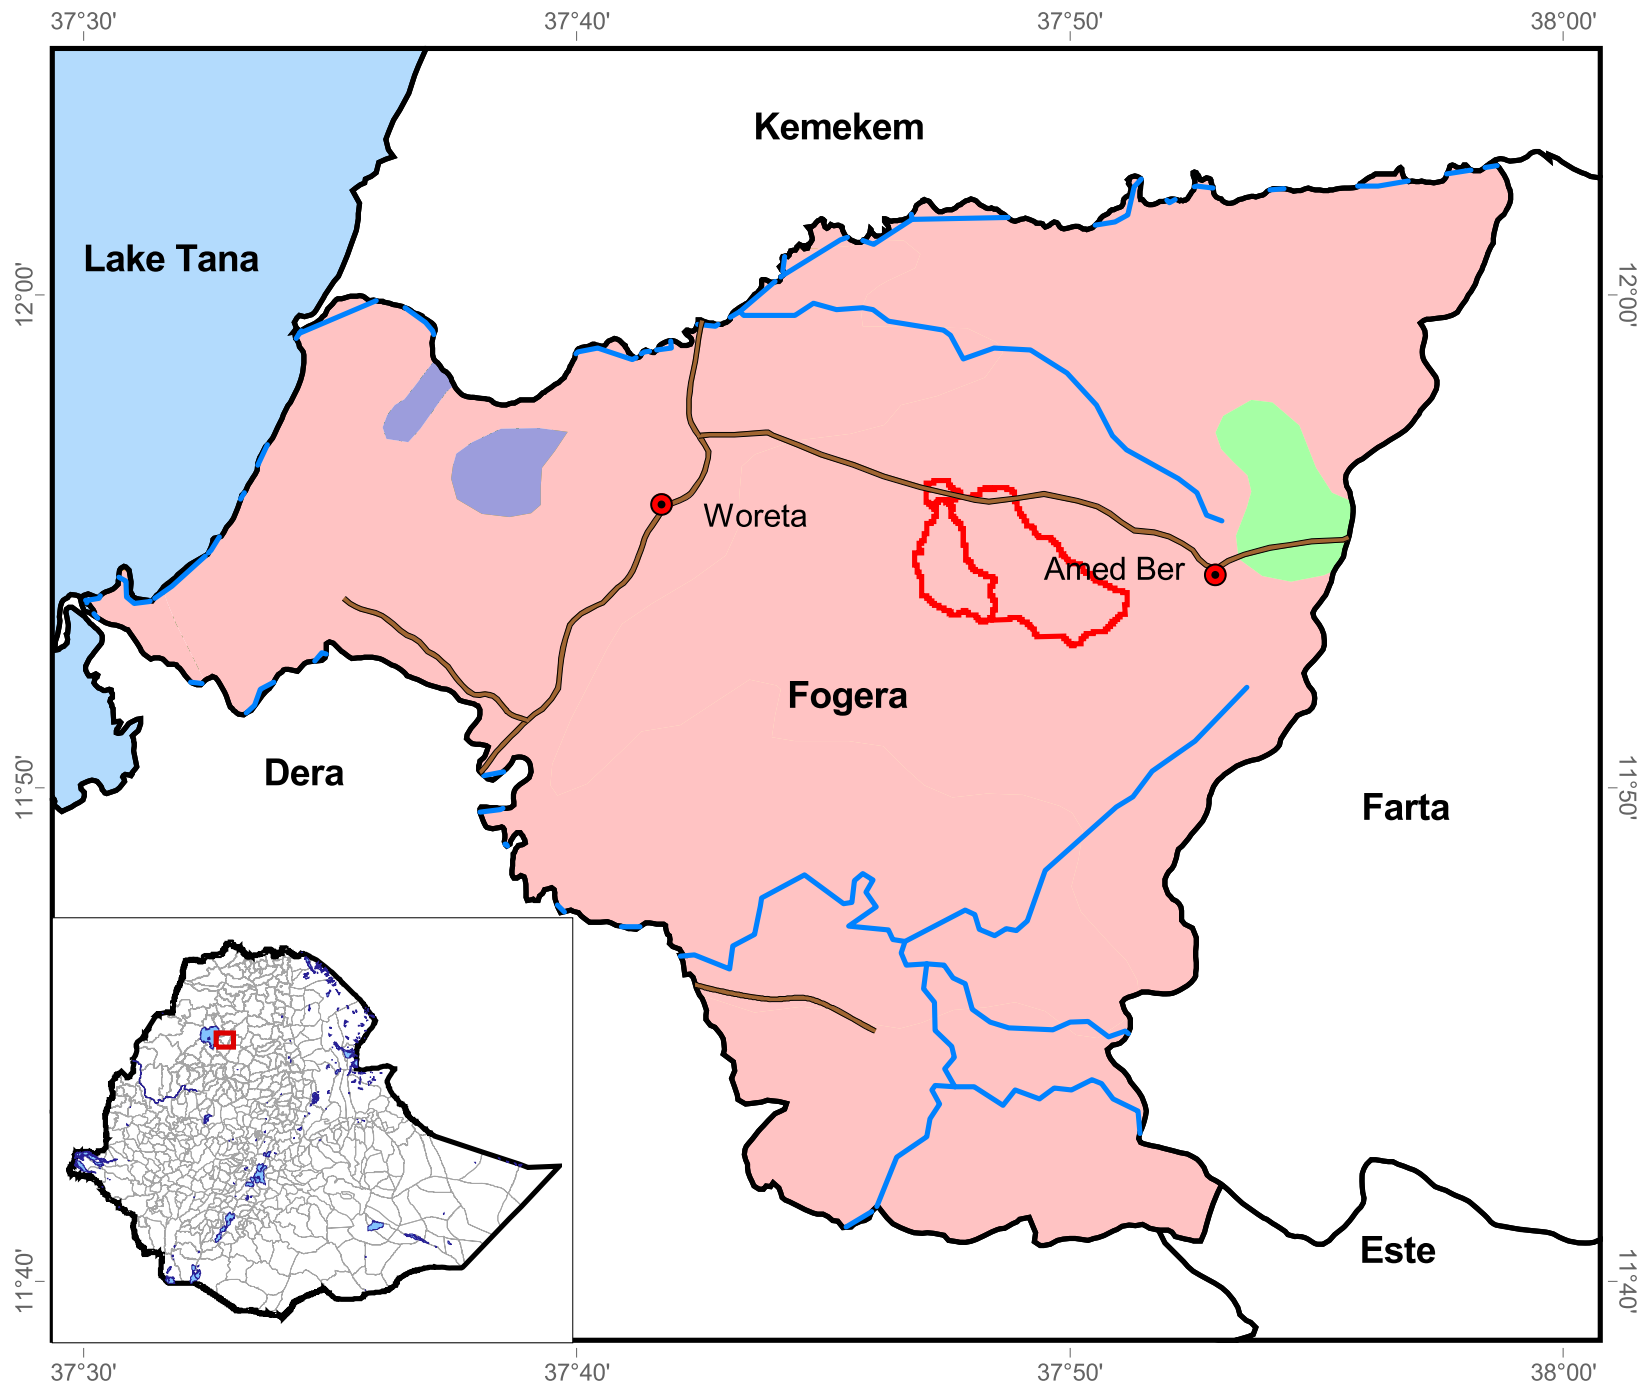 37°30' 37°40' 37°50' 38°00'
Kemekem
Lake Tana
12°00' 12°00'
Woreta
Amed Ber
Fogera
Dera
11°50' 11°50'
Farta
Este
11°40' 11°40'
37°30' 37°40' 37°50' 38°00'